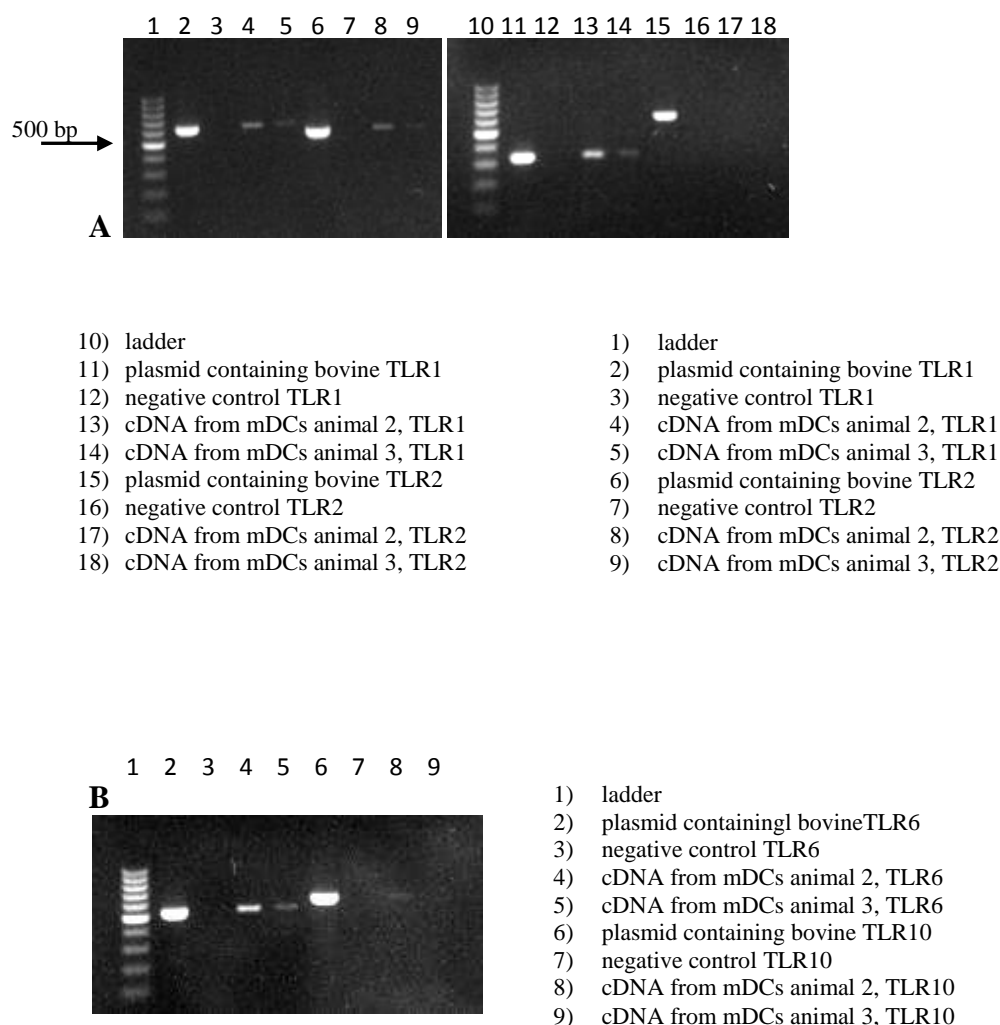 1 2 3 4 5 6 7 8 9 10 11 12 13 14 15 16 17 18
500 bp
A
10) ladder
11) plasmid containing bovine TLR1
12) negative control TLR1
13) cDNA from mDCs animal 2, TLR1
14) cDNA from mDCs animal 3, TLR1
15) plasmid containing bovine TLR2
16) negative control TLR2
17) cDNA from mDCs animal 2, TLR2
18) cDNA from mDCs animal 3, TLR2
1) ladder
2) plasmid containing bovine TLR1
3) negative control TLR1
4) cDNA from mDCs animal 2, TLR1
5) cDNA from mDCs animal 3, TLR1
6) plasmid containing bovine TLR2
7) negative control TLR2
8) cDNA from mDCs animal 2, TLR2
9) cDNA from mDCs animal 3, TLR2
1 2 3 4 5 6 7 8 9
B
1) ladder
2) plasmid containingl bovineTLR6
3) negative control TLR6
4) cDNA from mDCs animal 2, TLR6
5) cDNA from mDCs animal 3, TLR6
6) plasmid containing bovine TLR10
7) negative control TLR10
8) cDNA from mDCs animal 2, TLR10
9) cDNA from mDCs animal 3, TLR10